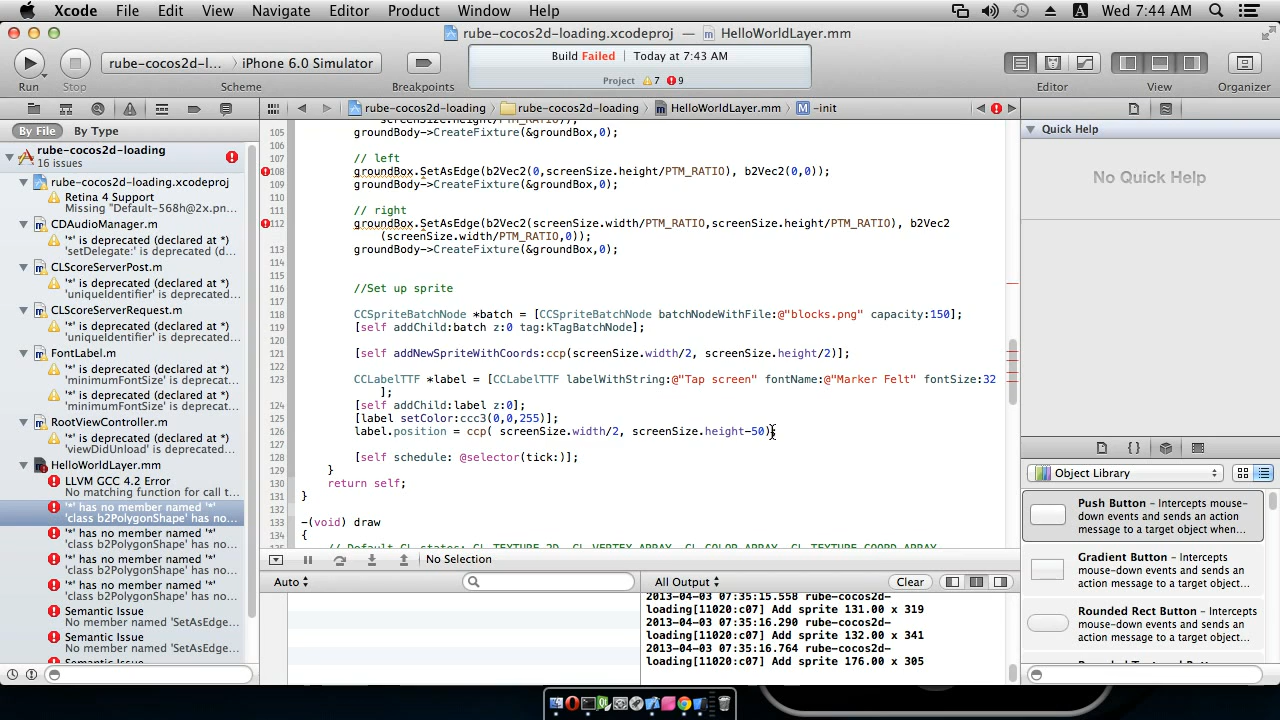 Xcode File Edit View Navigate Editor Product Window Help Wed 7:44 AM
rube-cocos2d-loading.xcodeproj — HelloWorldLayer.mm
rube-cocos2d-l... iPhone 6.0 Simulator
Build Failed Today at 7:43 AM
Project 7 9
Run Stop Scheme Breakpoints Editor View Organizer
rube-cocos2d-loading rube-cocos2d-loading HelloWorldLayer.mm -init
By File By Type
rube-cocos2d-loading
16 issues
rube-cocos2d-loading.xcodeproj
Retina 4 Support
Missing "Default-568h@2x.pn...
CDAudioManager.m
'*' is deprecated (declared at *)
'setDelegate:' is deprecated (d...
CLScoreServerPost.m
'*' is deprecated (declared at *)
'uniqueIdentifier' is deprecated...
CLScoreServerRequest.m
'*' is deprecated (declared at *)
'uniqueIdentifier' is deprecated...
FontLabel.m
'*' is deprecated (declared at *)
'minimumFontSize' is deprecat...
'*' is deprecated (declared at *)
'minimumFontSize' is deprecat...
RootViewController.m
'*' is deprecated (declared at *)
'viewDidUnload' is deprecated...
HelloWorldLayer.mm
LLVM GCC 4.2 Error
No matching function for call t...
'*' has no member named '*'
'class b2PolygonShape' has no...
'*' has no member named '*'
'class b2PolygonShape' has no...
'*' has no member named '*'
'class b2PolygonShape' has no...
'*' has no member named '*'
'class b2PolygonShape' has no...
Semantic Issue
No member named 'SetAsEdge...
Semantic Issue
No member named 'SetAsEdge...
Semantic Issue
screenSize.height/PTM_RATIO));
105 groundBody->CreateFixture(&groundBox,0);
106
107 // left
108 groundBox.SetAsEdge(b2Vec2(0,screenSize.height/PTM_RATIO), b2Vec2(0,0));
109 groundBody->CreateFixture(&groundBox,0);
110
111 // right
112 groundBox.SetAsEdge(b2Vec2(screenSize.width/PTM_RATIO,screenSize.height/PTM_RATIO), b2Vec2
(screenSize.width/PTM_RATIO,0));
113 groundBody->CreateFixture(&groundBox,0);
114
115
116 //Set up sprite
117
118 CCSpriteBatchNode *batch = [CCSpriteBatchNode batchNodeWithFile:@"blocks.png" capacity:150];
119 [self addChild:batch z:0 tag:kTagBatchNode];
120
121 [self addNewSpriteWithCoords:ccp(screenSize.width/2, screenSize.height/2)];
122
123 CCLabelTTF *label = [CCLabelTTF labelWithString:@"Tap screen" fontName:@"Marker Felt" fontSize:32
];
124 [self addChild:label z:0];
125 [label setColor:ccc3(0,0,255)];
126 label.position = ccp( screenSize.width/2, screenSize.height-50);
127
128 [self schedule: @selector(tick:)];
129 }
130 return self;
131 }
132
133 -(void) draw
134 {
135 // Default GL states: GL_TEXTURE_2D, GL_VERTEX_ARRAY, GL_COLOR_ARRAY, GL_TEXTURE_COORD_ARRAY
No Selection
Auto All Output Clear
2013-04-03 07:35:15.558 rube-cocos2d-
loading[11020:c07] Add sprite 131.00 x 319
2013-04-03 07:35:16.290 rube-cocos2d-
loading[11020:c07] Add sprite 132.00 x 341
2013-04-03 07:35:16.764 rube-cocos2d-
loading[11020:c07] Add sprite 176.00 x 305
Quick Help
No Quick Help
Object Library
Push Button – Intercepts mouse-
down events and sends an action
message to a target object when...
Gradient Button – Intercepts
mouse-down events and sends an
action message to a target object...
Rounded Rect Button – Intercepts
mouse-down events and sends an
action message to a target object...